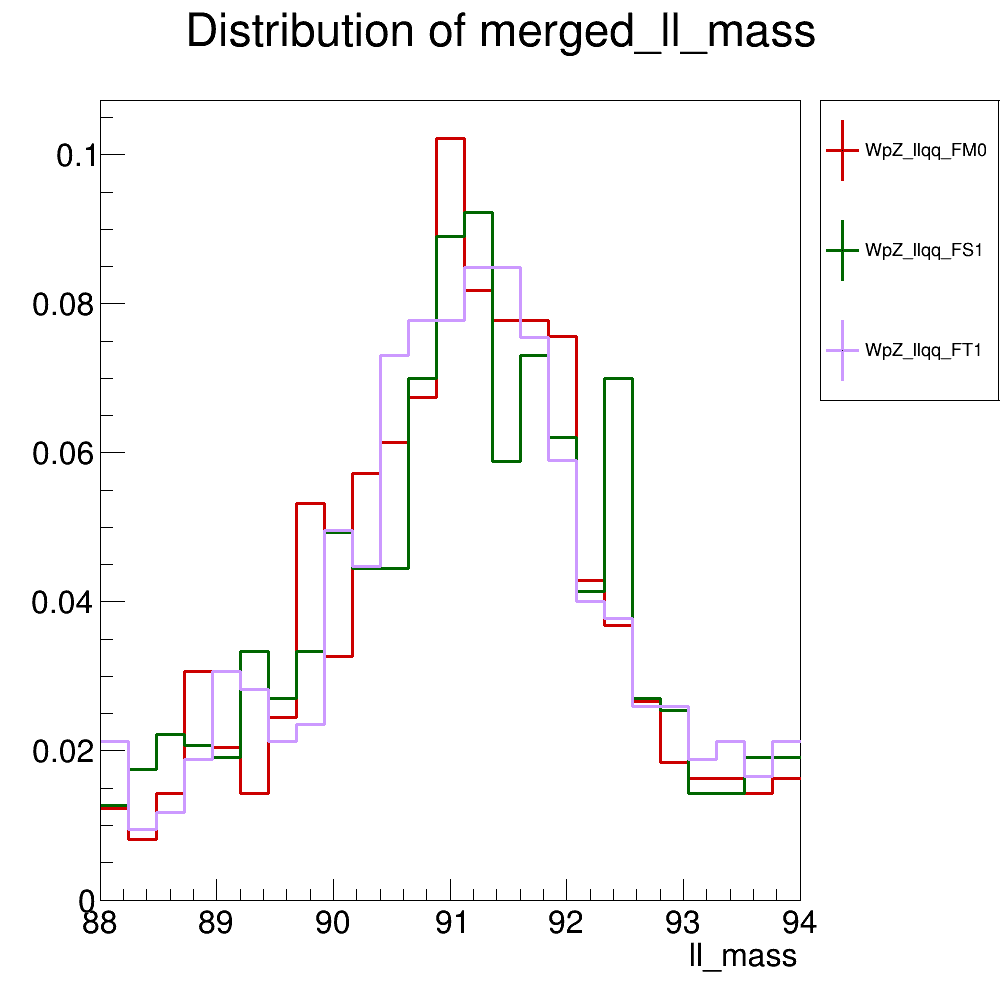 Distribution of merged_ll_mass
0.1
0.08
0.06
0.04
0.02
0
88 89 90 91 92 93 94
ll_mass
WpZ_llqq_FM0
WpZ_llqq_FS1
WpZ_llqq_FT1